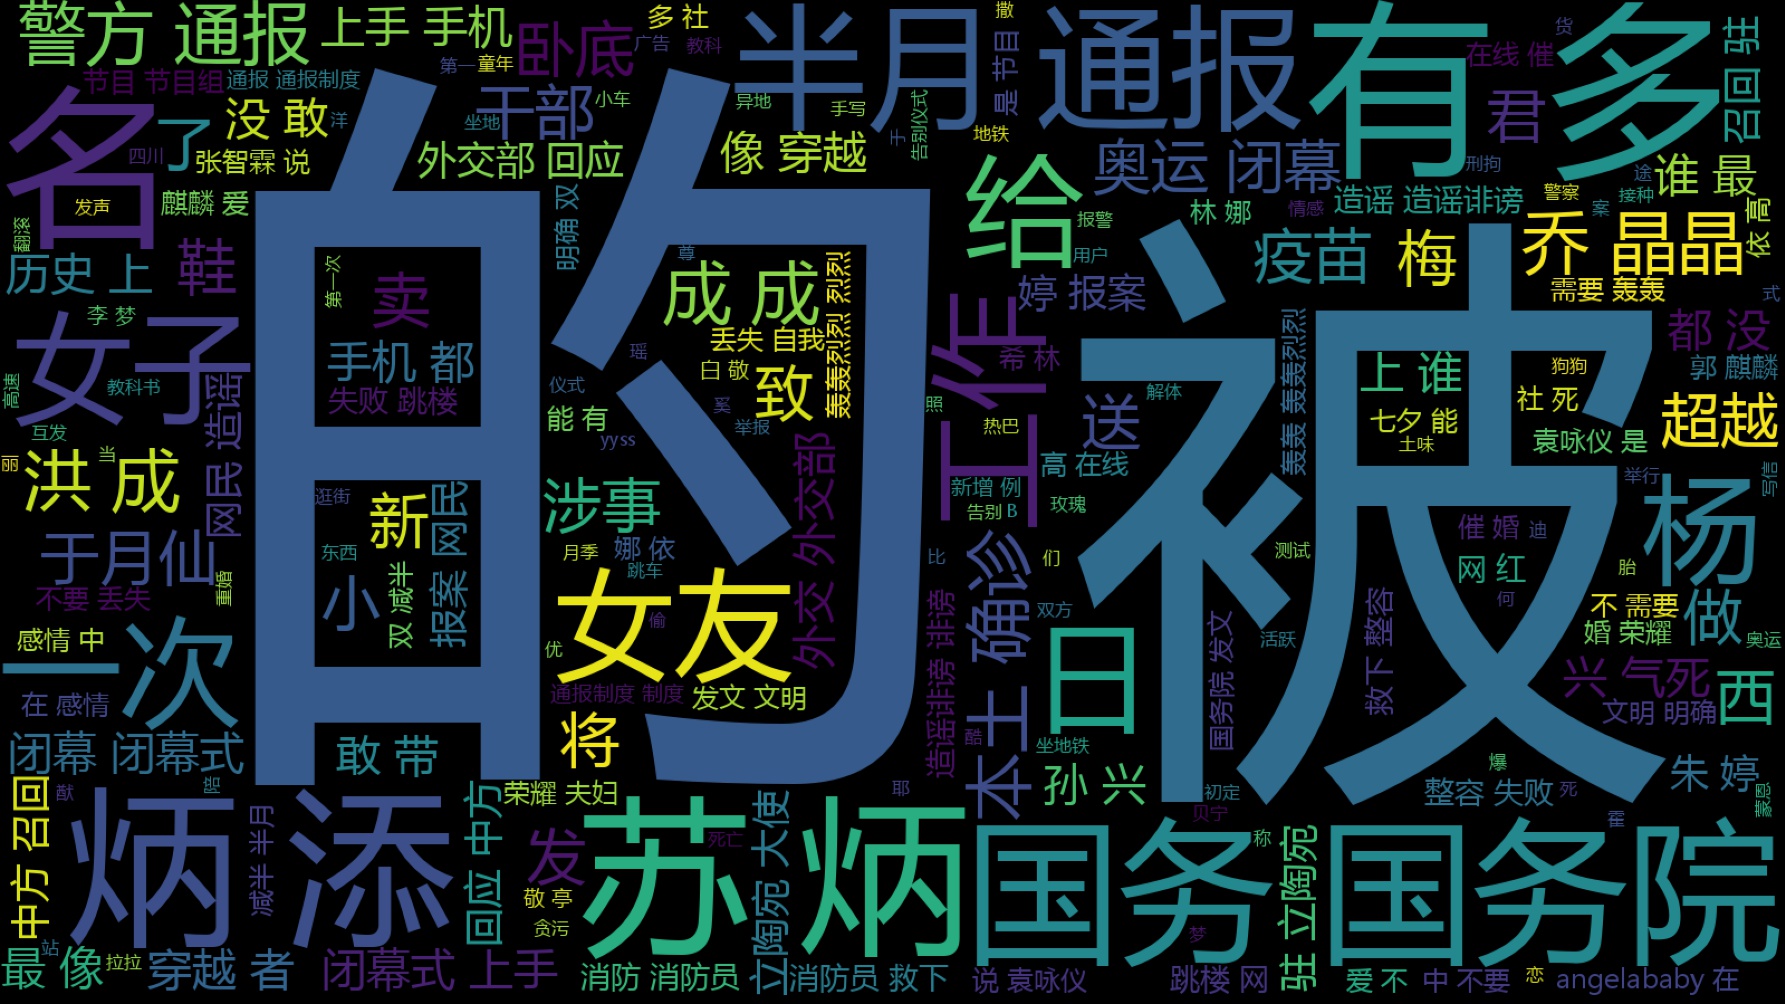 警方 通报
上手 手机
卧底
多 社
广告
教科
半月 通报
撒
是 节目
有 多
货
在线 催
召回 驻
节目 节目组
通报 通报制度
第一
童年
没 敢
洋
干部
坐地
小车
异地
手写
告别仪式
于
地铁
君
名
了
四川
张智霖 说
外交部 回应
像 穿越
奥运 闭幕
刑拘
途
谁 最
发声
麒麟 爱
明确 双
给
报警
用户
林 娜
情感
造谣 造谣诽谤
警察
案
接种
依 高
翻滚
历史 上
鞋
的
第一次
卖
尊
成 成
烈烈
轰轰烈烈
疫苗
梅
乔 晶晶
需要 轰轰
式
李 梦
女子
教科书
高速
手机 都
失败 跳楼
瑶
丢失 自我
白 敬
致
工作
希 林
婷 报案
轰轰 轰轰烈烈
被
上 谁
狗狗
都 没
郭 麒麟
互发
网民 造谣
仪式
能 有
奚
举报
yyss
照
热巴
送
解体
七夕 能
土味
社 死
超越
袁咏仪 是
丽
洪 成
当
逛街
新
报案 网民
涉事
外交 外交部
高 在线
新增 例
告别 B
玫瑰
举行
写信
杨
于月仙
东西
双 减半
月季
娜 依
跳车
比
确诊
们
测试
催 婚
迪
网 红
何
胎
不要 丢失
重婚
小
女友
偷
造谣诽谤 诽谤
双方
国务院 发文
活跃
救下 整容
不 需要
婚 荣耀
做
奥运
感情 中
一次
在 感情
优
通报制度 制度
发文 文明
本土
日
兴 气死
文明 明确
西
闭幕 闭幕式
敢 带
将
酷
坐地铁
孙 兴
爆
整容 失败
死
朱 婷
蒙恩
中方 召回
猷
皙
炳 添
减半 半月
回应 中方
荣耀 夫妇
耶
初定
贝宁
霍
发
苏 炳
死亡
立陶宛 大使
国务 国务院
称
驻 立陶宛
敬 亭
贪污
梦
最 像
站
拉拉
穿越 者
闭幕式 上手
消防 消防员
消防员 救下
说 袁咏仪
跳楼 网
爱 不
中 不要
恋
angelababy 在